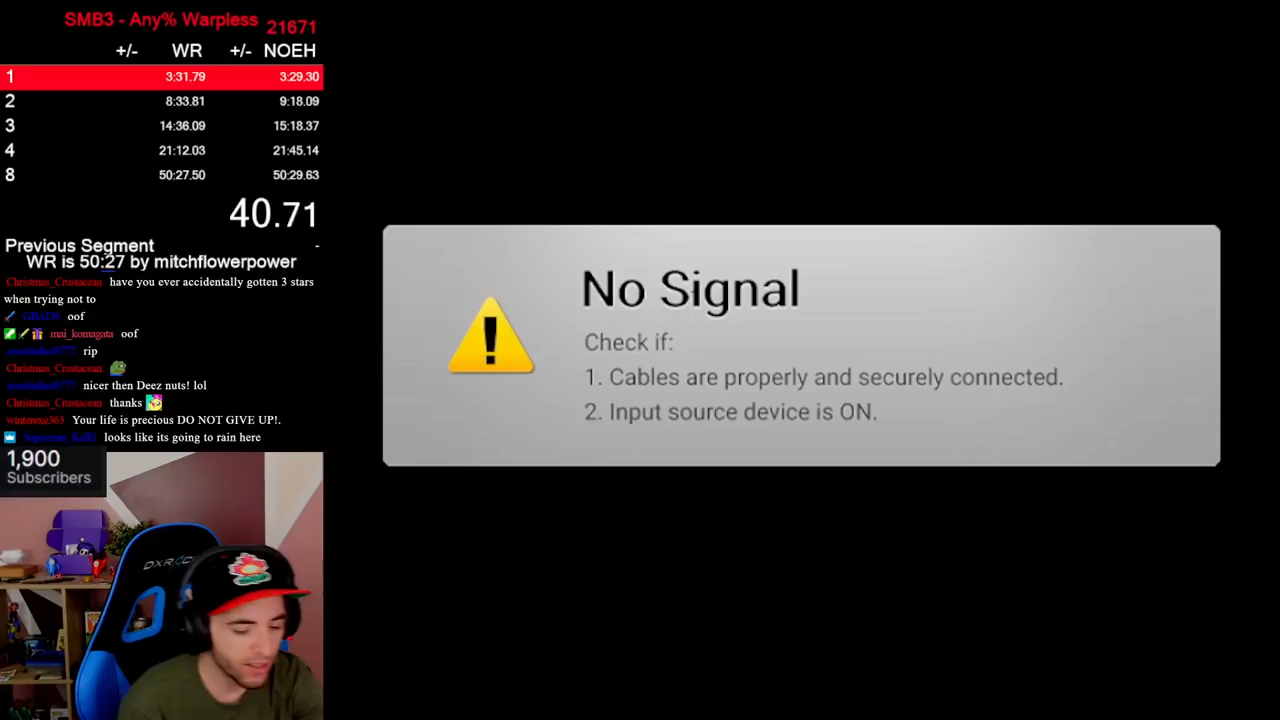 SMB3 - Any% Warpless 21671
+/- WR +/- NOEH
1 3:31.79 3:29.30
2 8:33.81 9:18.09
3 14:36.09 15:18.37
4 21:12.03 21:45.14
8 50:27.50 50:29.63
40.71
Previous Segment -
WR is 50:27 by mitchflowerpower
Christmas_Crustacean have you ever accidentally gotten 3 stars
when trying not to
oof
mai_komagata oof
rip
Christmas_Crustacean
nicer then Deez nuts! lol
Christmas_Crustacean thanks
winterexe363 Your life is precious DO NOT GIVE UP!.
looks like its going to rain here
1,900
Subscribers
No Signal
Check if:
1. Cables are properly and securely connected.
2. Input source device is ON.
DXRAC